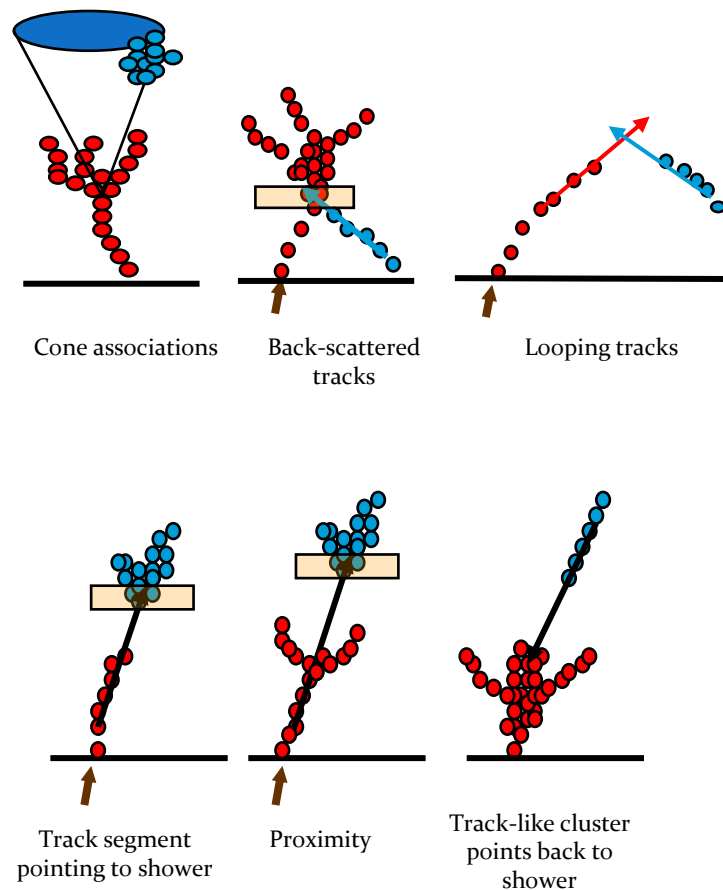 Cone associations
Back-scattered
tracks
Looping tracks
Track segment
pointing to shower
Proximity
Track-like cluster
points back to
shower